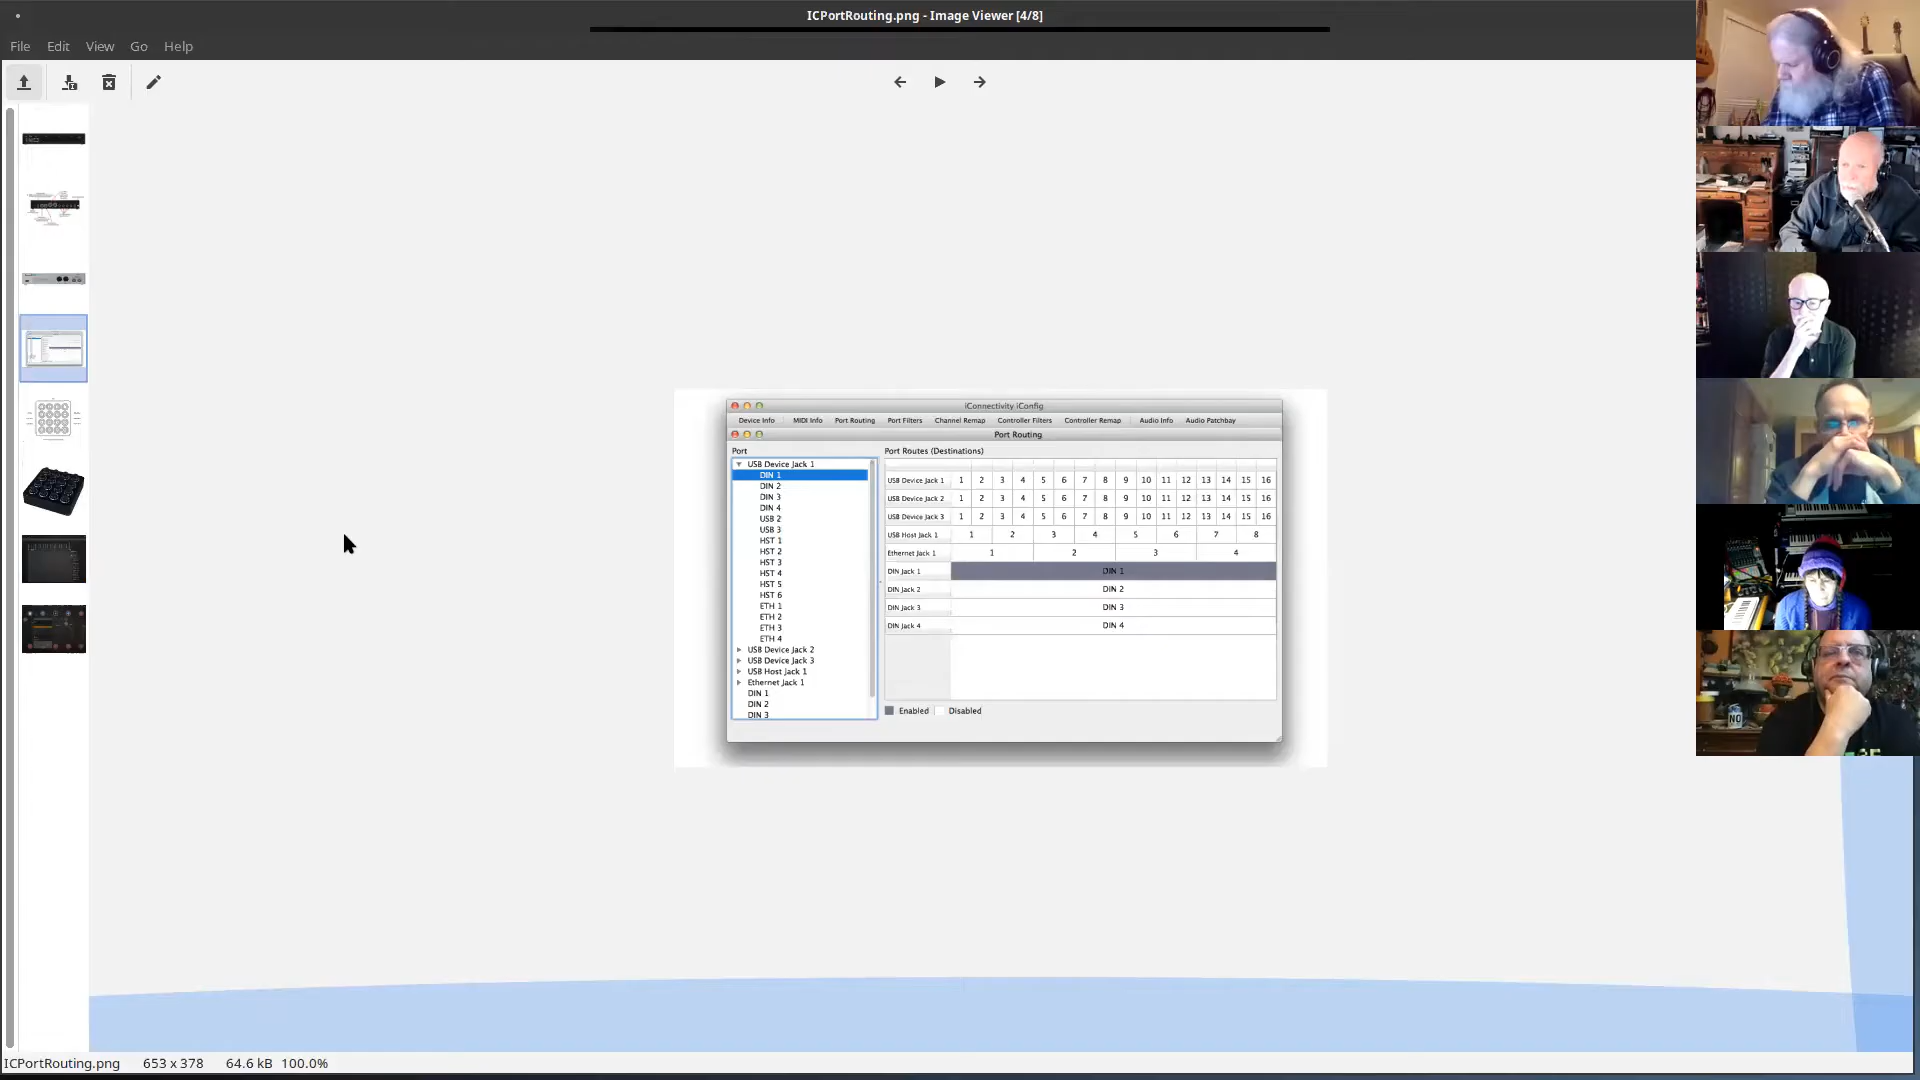 ICPortRouting.png - Image Viewer [4/8]
File Edit View Go Help
iConnectivity iConfig
Device Info MIDI Info Port Routing Port Filters Channel Remap Controller Filters Controller Remap Audio Info Audio Patchbay
Port Routing
Port
USB Device Jack 1
DIN 1
DIN 2
DIN 3
DIN 4
USB 2
USB 3
HST 1
HST 2
HST 3
HST 4
HST 5
HST 6
ETH 1
ETH 2
ETH 3
ETH 4
USB Device Jack 2
USB Device Jack 3
USB Host Jack 1
Ethernet Jack 1
DIN 1
DIN 2
DIN 3
Port Routes (Destinations)
USB Device Jack 1 1 2 3 4 5 6 7 8 9 10 11 12 13 14 15 16
USB Device Jack 2 1 2 3 4 5 6 7 8 9 10 11 12 13 14 15 16
USB Device Jack 3 1 2 3 4 5 6 7 8 9 10 11 12 13 14 15 16
USB Host Jack 1 1 2 3 4 5 6 7 8
Ethernet Jack 1 1 2 3 4
DIN Jack 1 DIN 1
DIN Jack 2 DIN 2
DIN Jack 3 DIN 3
DIN Jack 4 DIN 4
Enabled Disabled
NO
ICPortRouting.png 653 x 378 64.6 kB 100.0%